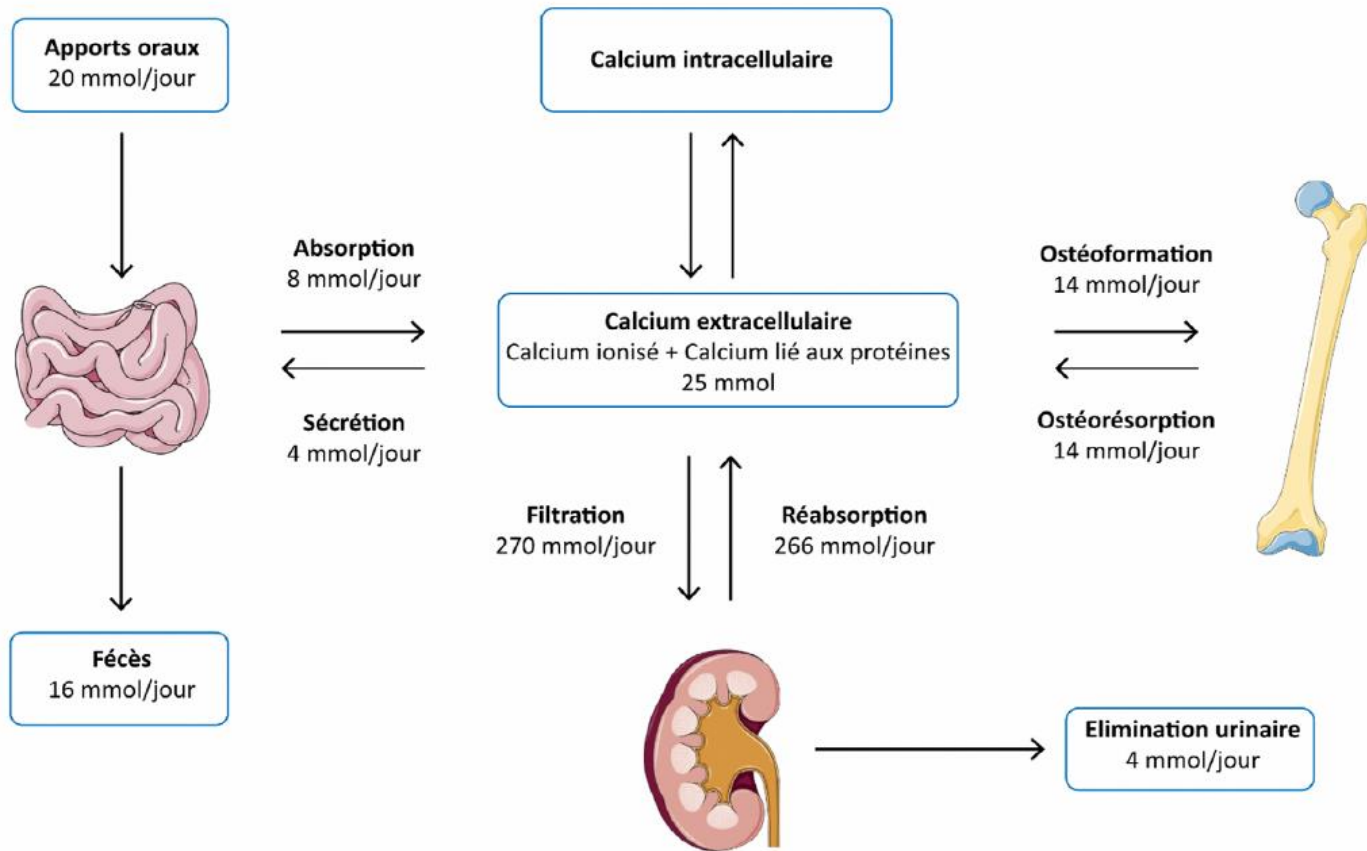 Apports oraux
20 mmol/jour
Calcium intracellulaire
Absorption
8 mmol/jour
Sécrétion
4 mmol/jour
Calcium extracellulaire
Calcium ionisé + Calcium lié aux protéines
25 mmol
Ostéoformation
14 mmol/jour
Ostéorésorption
14 mmol/jour
Filtration
270 mmol/jour
Réabsorption
266 mmol/jour
Fécès
16 mmol/jour
Elimination urinaire
4 mmol/jour